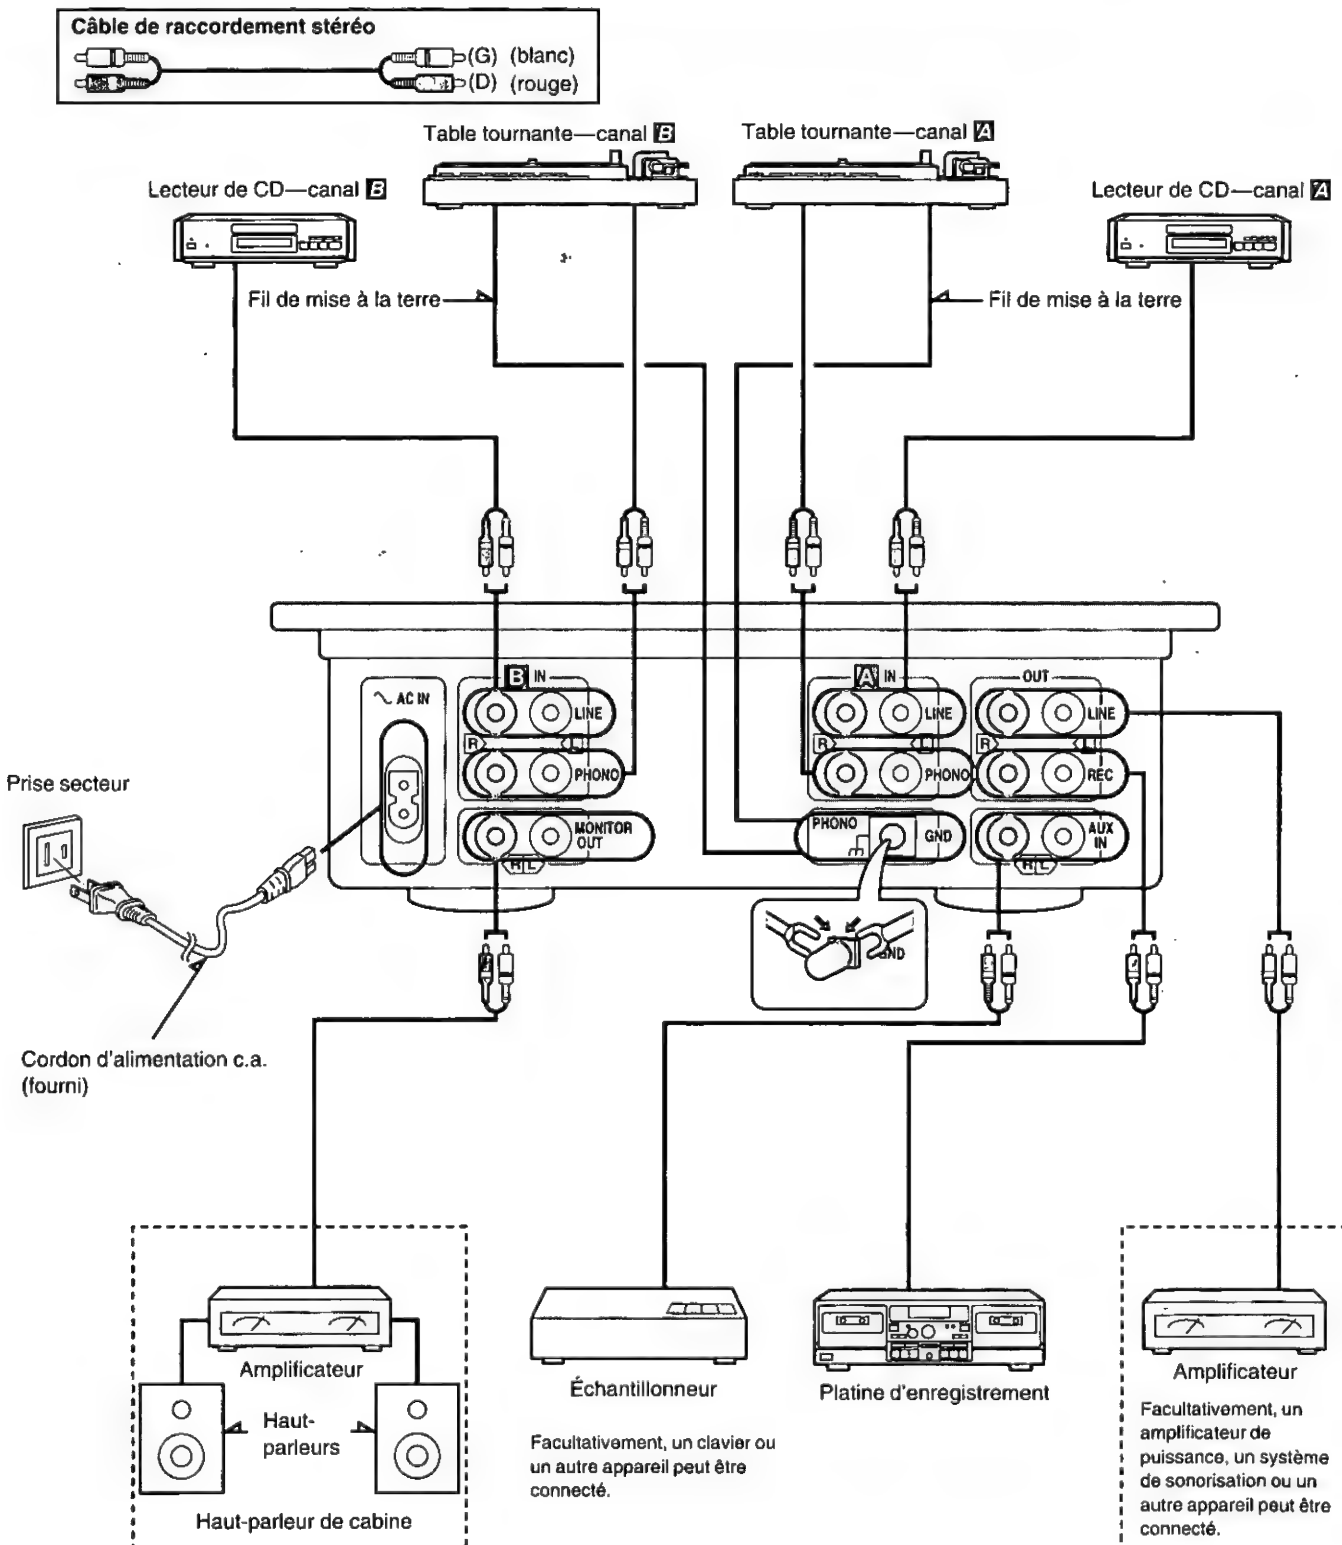 Câble de raccordement stéréo
(G) (blanc)
(D) (rouge)
Table tournante—canal B
Table tournante—canal A
Lecteur de CD—canal B
Lecteur de CD—canal A
Fil de mise à la terre
Fil de mise à la terre
AC IN
B IN
LINE
R L
PHONO
MONITOR
OUT
R L
A IN
LINE
R L
PHONO
PHONO
GND
OUT
LINE
R L
REC
AUX
IN
R L
GND
Prise secteur
Cordon d'alimentation c.a.
(fourni)
Amplificateur
Haut-
parleurs
Haut-parleur de cabine
Échantillonneur
Facultativement, un clavier ou
un autre appareil peut être
connecté.
Platine d'enregistrement
Amplificateur
Facultativement, un
amplificateur de
puissance, un système
de sonorisation ou un
autre appareil peut être
connecté.